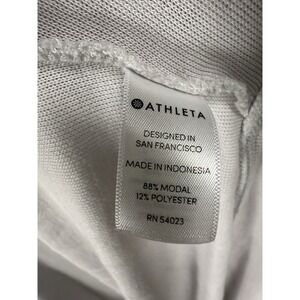 ATHLETA
DESIGNED IN
SAN FRANCISCO
MADE IN INDONESIA
88% MODAL
12% POLYESTER
RN 54023